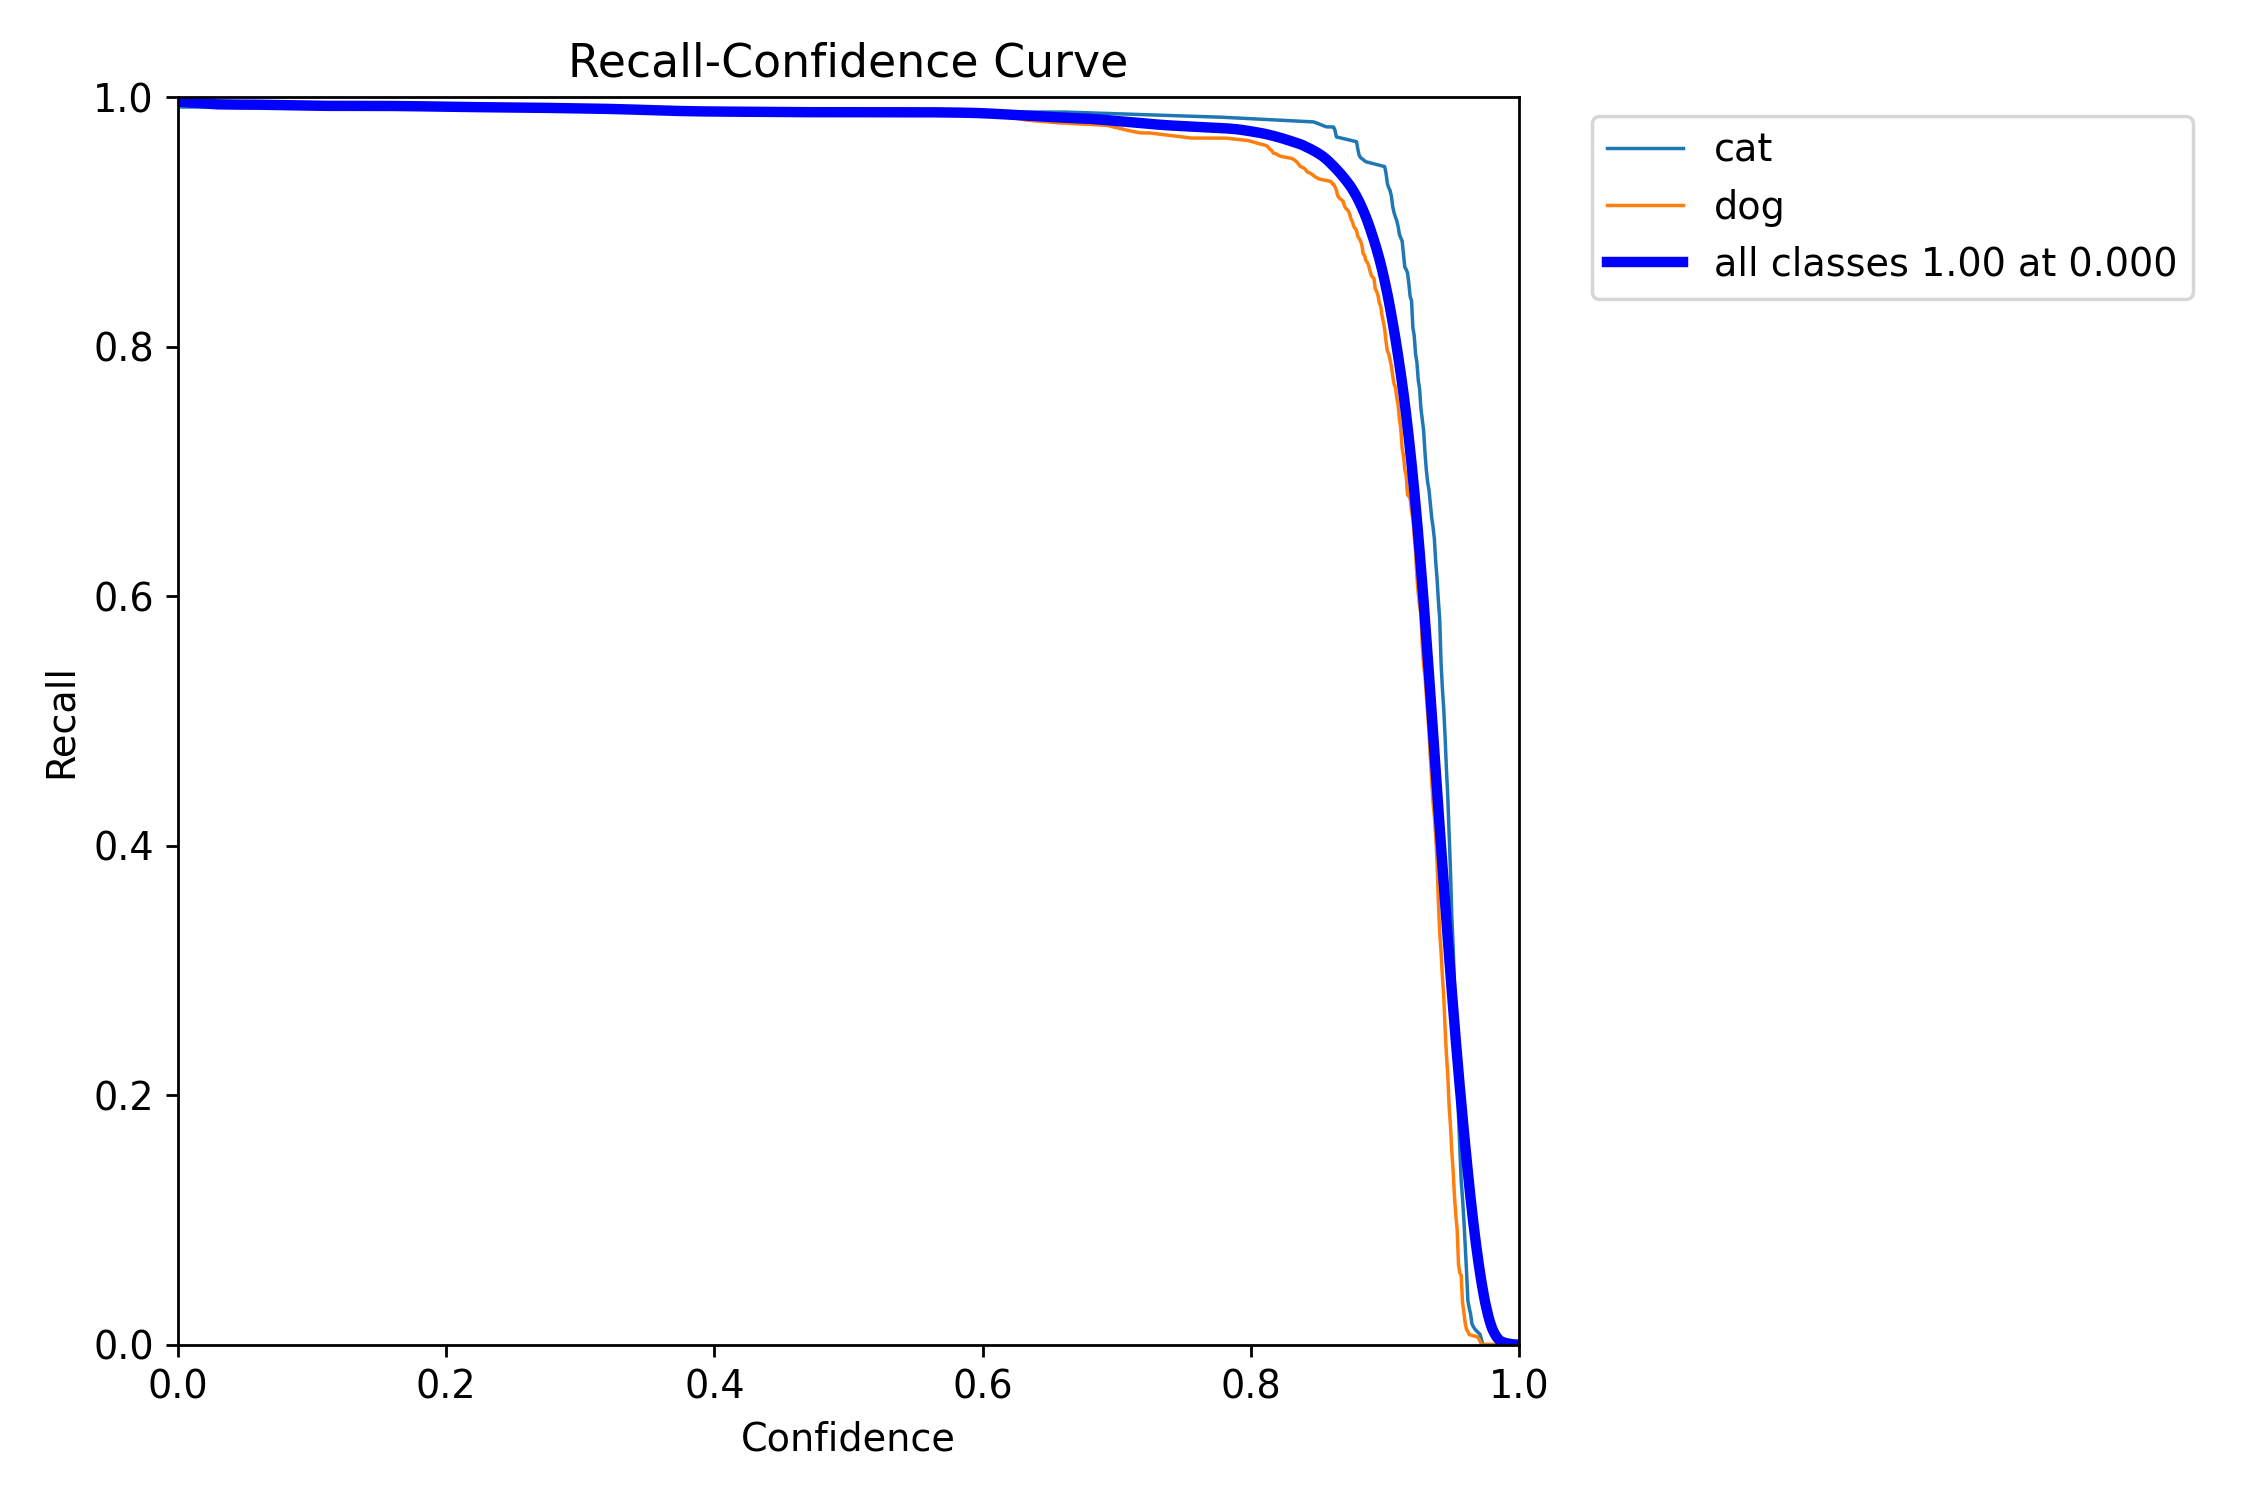 Recall-Confidence Curve
1.0
0.8
0.6
0.4
0.2
0.0
Recall
0.0 0.2 0.4 0.6 0.8 1.0
Confidence
cat
dog
all classes 1.00 at 0.000